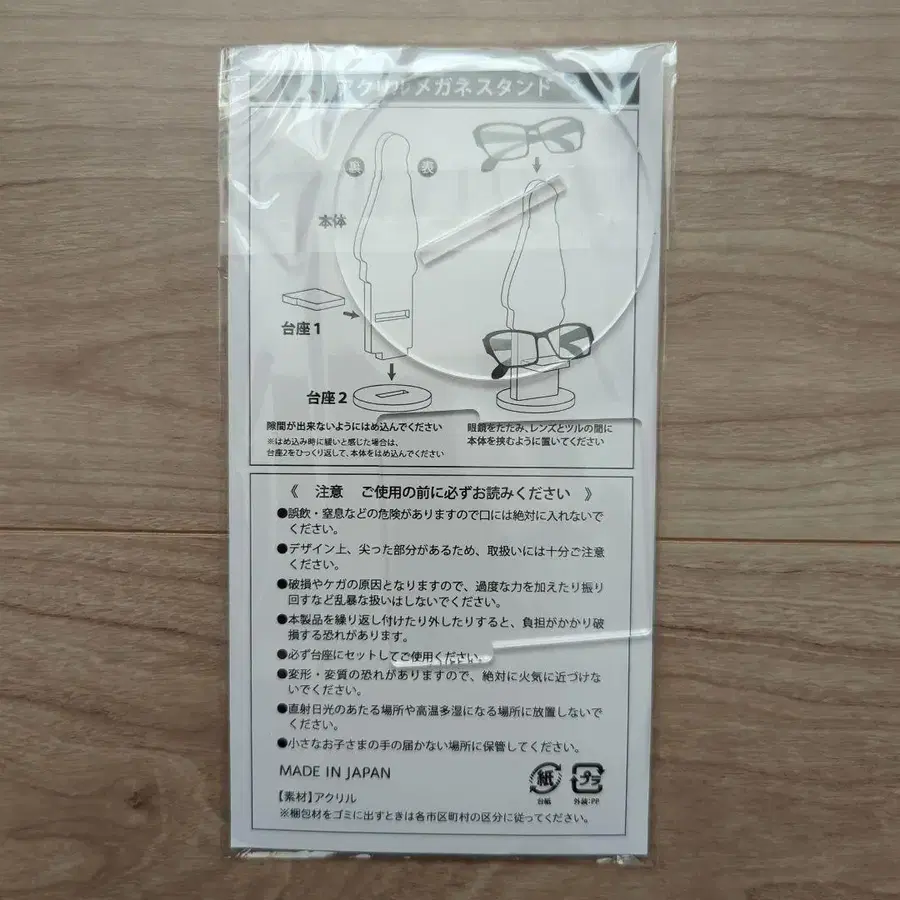 アクリルメガネスタンド
裏
表
本体
台座1
台座2
隙間が出来ないようにはめ込んでください
※はめ込み時に緩いと感じた場合は、
台座2をひっくり返して、本体をはめ込んでください
眼鏡をたたみ、レンズとツルの間に
本体を挟むように置いてください
《 注意 ご使用の前に必ずお読みください 》
●誤飲・窒息などの危険がありますので口には絶対に入れないで
ください。
●デザイン上、尖った部分があるため、取扱いには十分ご注意
ください。
●破損やケガの原因となりますので、過度な力を加えたり振り
回すなど乱暴な扱いはしないでください。
●本製品を繰り返し付けたり外したりすると、負担がかかり破
損する恐れがあります。
●必ず台座にセットしてご使用ください。
●変形・変質の恐れがありますので、絶対に火気に近づけな
いでください。
●直射日光のあたる場所や高温多湿になる場所に放置しないで
ください。
●小さなお子さまの手の届かない場所に保管してください。
MADE IN JAPAN
【素材】アクリル
紙
台紙
プラ
外装:PP
※梱包材をゴミに出すときは各市区町村の区分に従ってください。